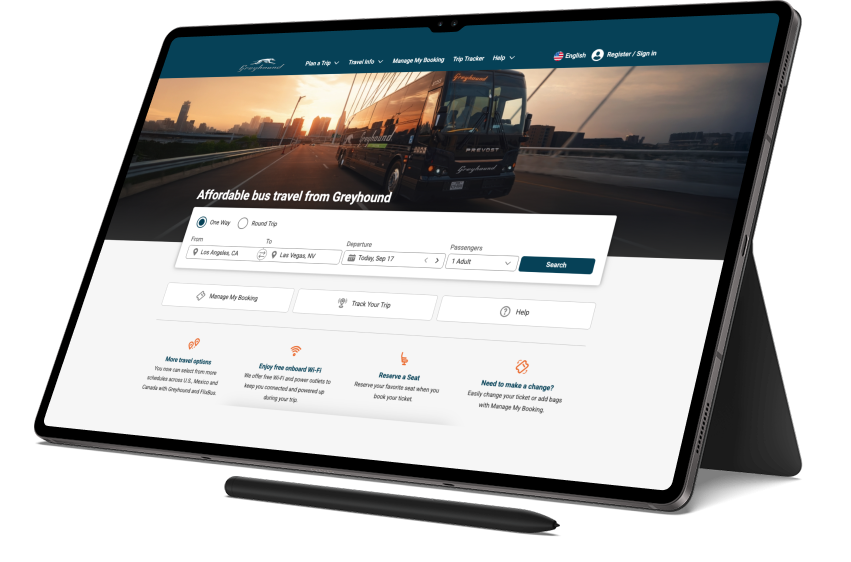 Greyhound
Plan a Trip
Travel Info
Manage My Booking
Trip Tracker
Help
English
Register / Sign in
Greyhound
Greyhound
PREVOST
Greyhound
Affordable bus travel from Greyhound
One Way
Round Trip
From
To
Departure
Passengers
Los Angeles, CA
Las Vegas, NV
Today, Sep 17
1 Adult
Search
Manage My Booking
Track Your Trip
Help
More travel options
You now can select from more
schedules across U.S., Mexico and
Canada with Greyhound and FlixBus.
Enjoy free onboard Wi-Fi
We offer free Wi-Fi and power outlets to
keep you connected and powered up
during your trip.
Reserve a Seat
Reserve your favorite seat when you
book your ticket.
Need to make a change?
Easily change your ticket or add bags
with Manage My Booking.